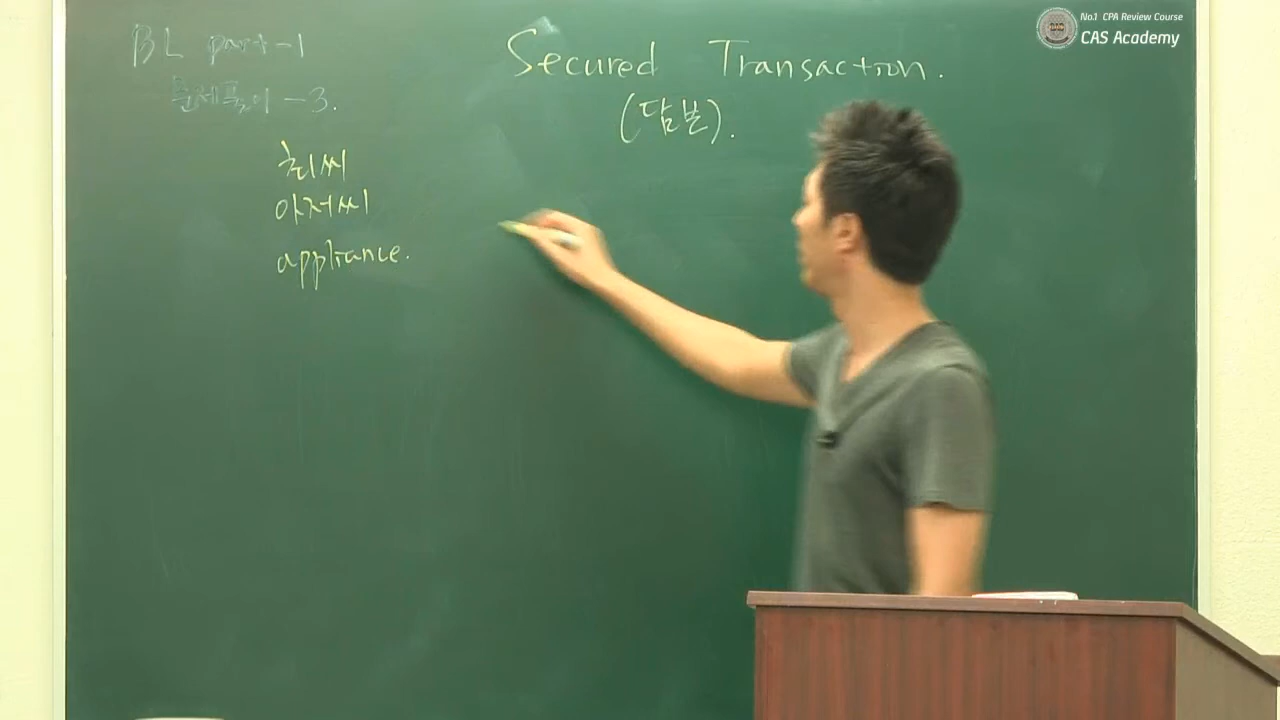 No.1 CPA Review Course
CAS Academy
BL part-1
문제풀이 -3.
Secured Transaction.
(담보).
최씨
아저씨
appliance.